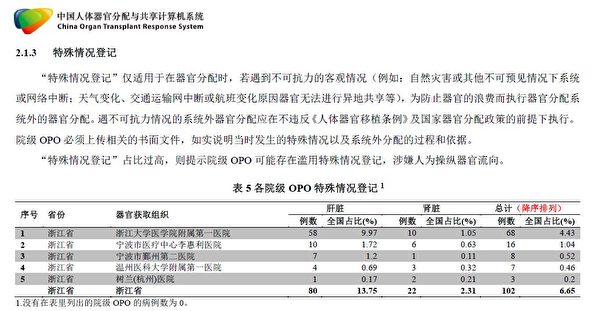 中国人体器官分配与共享计算机系统
China Organ Transplant Response System
2.1.3 特殊情况登记
“特殊情况登记”仅适用于在器官分配时，若遇到不可抗力的客观情况（例如：自然灾害或其他不可预见情况下系统
或网络中断；天气变化、交通运输网中断或航班变化原因器官无法进行异地共享等），为防止器官的浪费而执行器官分配系
统外的器官分配。遇不可抗力情况的系统外器官分配应在不违反《人体器官移植条例》及国家器官分配政策的前提下执行。
院级 OPO 必须上传相关的书面文件，如实说明当时发生的特殊情况以及系统外分配的过程和依据。
“特殊情况登记”占比过高，则提示院级 OPO 可能存在滥用特殊情况登记，涉嫌人为操纵器官流向。
表 5 各院级 OPO 特殊情况登记 1
序号 省份 器官获取组织 肝脏 肾脏 总计（降序排列）
例数 全国占比(%) 例数 全国占比(%) 例数 全国占比(%)
1 浙江省 浙江大学医学院附属第一医院 58 9.97 10 1.05 68 4.43
2 浙江省 宁波市医疗中心李惠利医院 10 1.72 6 0.63 16 1.04
3 浙江省 宁波市鄞州第二医院 7 1.2 1 0.11 8 0.52
4 浙江省 温州医科大学附属第一医院 4 0.69 3 0.32 7 0.46
5 浙江省 树兰(杭州)医院 1 0.17 2 0.21 3 0.2
浙江省 浙江省 80 13.75 22 2.31 102 6.65
1.没有在表里列出的院级 OPO 的病例数为 0。